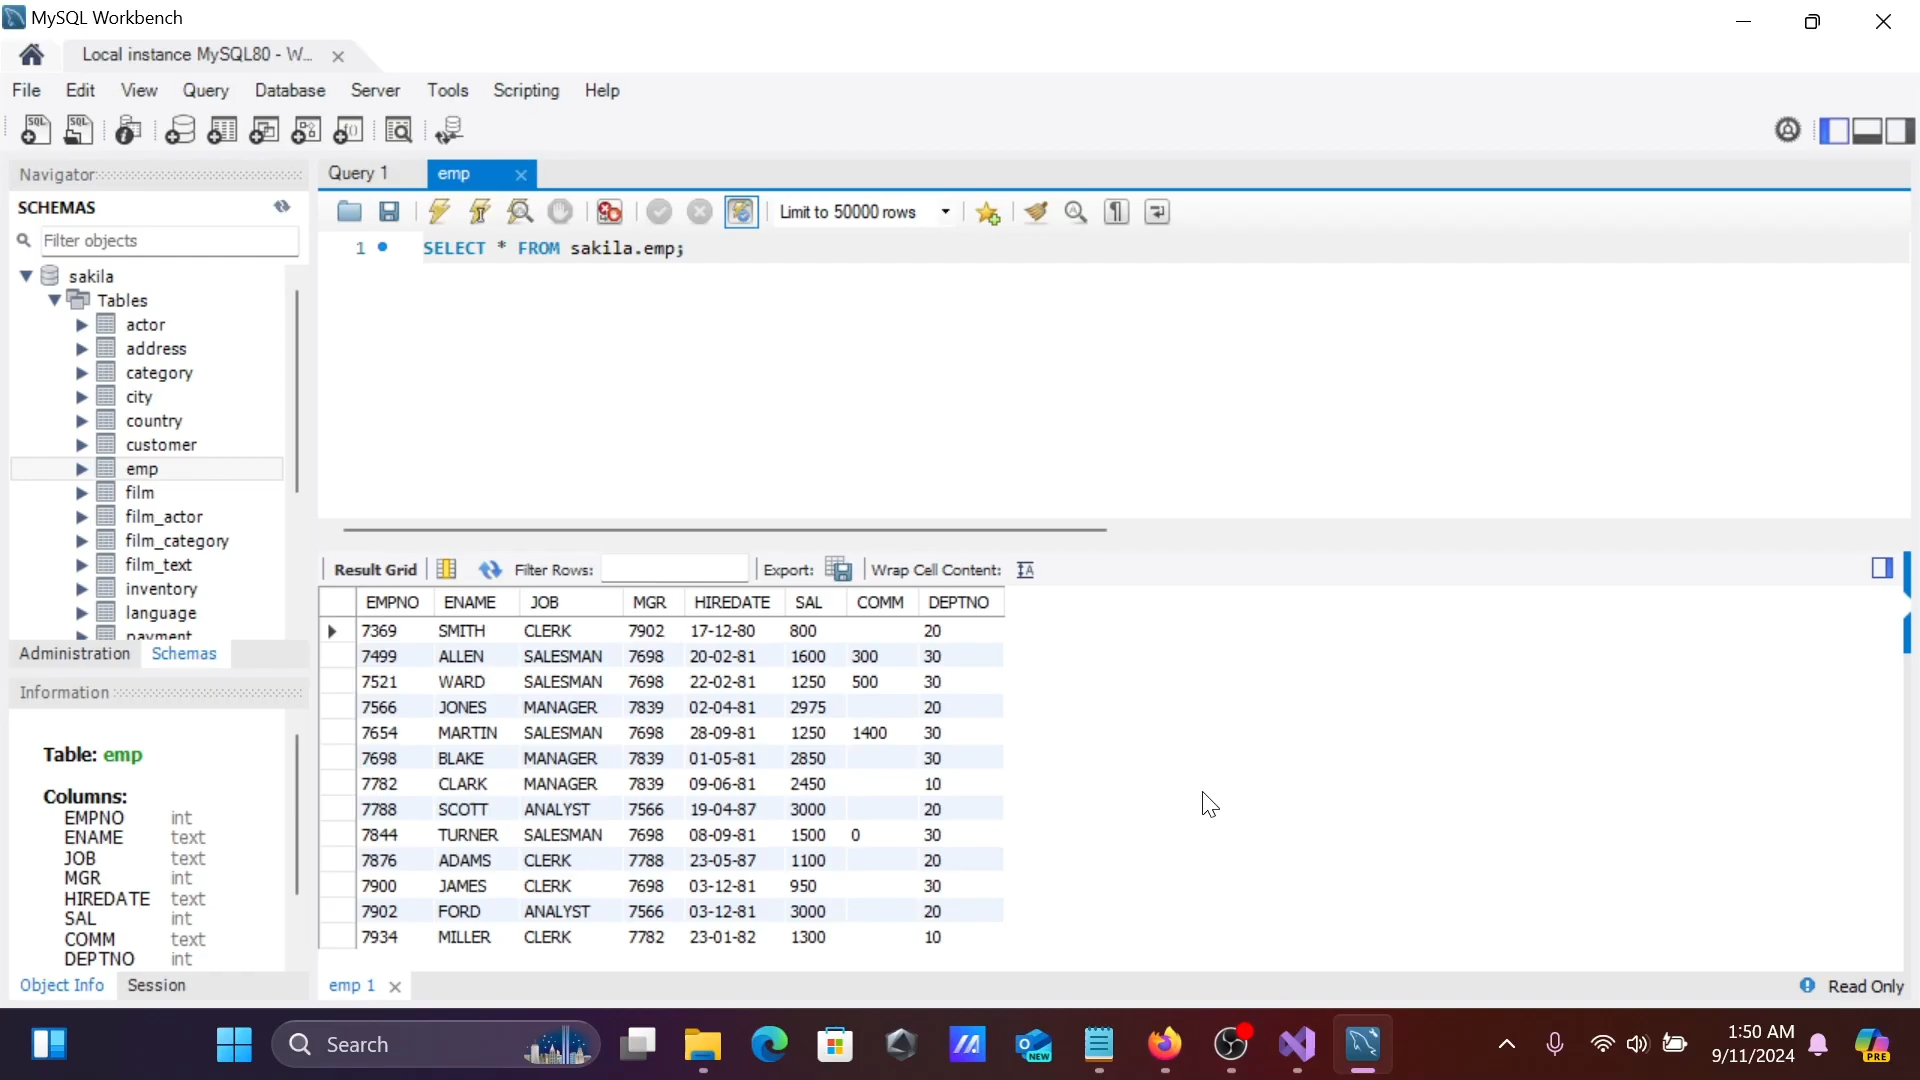 MySQL Workbench
Local instance MySQL80 - W...
File Edit View Query Database Server Tools Scripting Help
Navigator
Query 1 emp
SCHEMAS
Limit to 50000 rows
Filter objects
1 SELECT * FROM sakila.emp;
sakila
Tables
actor
address
category
city
country
customer
emp
film
film_actor
film_category
film_text
inventory
language
payment
Administration Schemas
Information
Table: emp
Columns:
EMPNO int
ENAME text
JOB text
MGR int
HIREDATE text
SAL int
COMM text
DEPTNO int
Object Info Session
Result Grid Filter Rows: Export: Wrap Cell Content:
EMPNO ENAME JOB MGR HIREDATE SAL COMM DEPTNO
7369 SMITH CLERK 7902 17-12-80 800 20
7499 ALLEN SALESMAN 7698 20-02-81 1600 300 30
7521 WARD SALESMAN 7698 22-02-81 1250 500 30
7566 JONES MANAGER 7839 02-04-81 2975 20
7654 MARTIN SALESMAN 7698 28-09-81 1250 1400 30
7698 BLAKE MANAGER 7839 01-05-81 2850 30
7782 CLARK MANAGER 7839 09-06-81 2450 10
7788 SCOTT ANALYST 7566 19-04-87 3000 20
7844 TURNER SALESMAN 7698 08-09-81 1500 0 30
7876 ADAMS CLERK 7788 23-05-87 1100 20
7900 JAMES CLERK 7698 03-12-81 950 30
7902 FORD ANALYST 7566 03-12-81 3000 20
7934 MILLER CLERK 7782 23-01-82 1300 10
emp 1 Read Only
Search
NEW
1:50 AM
9/11/2024
PRE